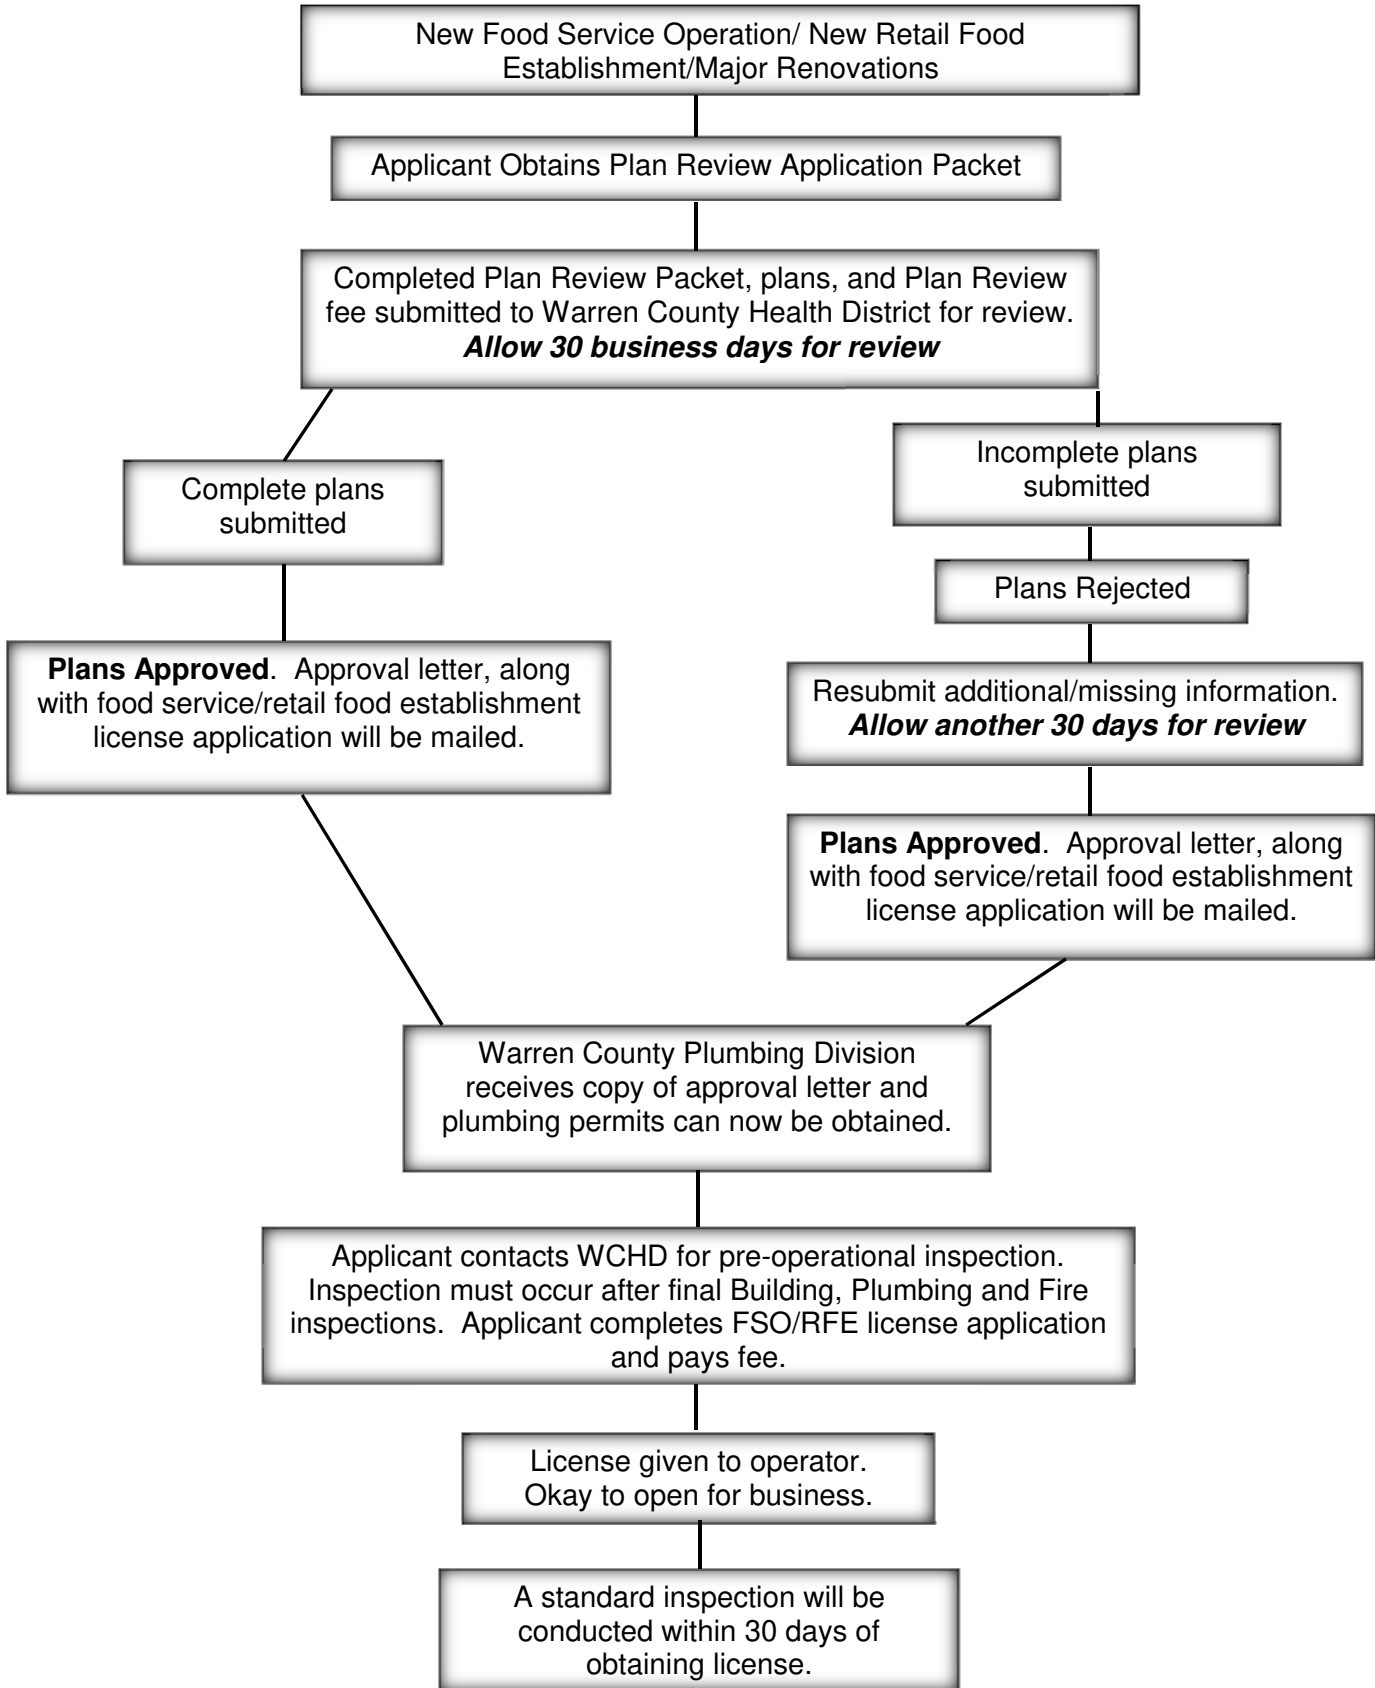 New Food Service Operation/ New Retail Food
Establishment/Major Renovations
Applicant Obtains Plan Review Application Packet
Completed Plan Review Packet, plans, and Plan Review
fee submitted to Warren County Health District for review.
Allow 30 business days for review
Complete plans
submitted
Plans Approved. Approval letter, along
with food service/retail food establishment
license application will be mailed.
Incomplete plans
submitted
Plans Rejected
Resubmit additional/missing information.
Allow another 30 days for review
Plans Approved. Approval letter, along
with food service/retail food establishment
license application will be mailed.
Warren County Plumbing Division
receives copy of approval letter and
plumbing permits can now be obtained.
Applicant contacts WCHD for pre-operational inspection.
Inspection must occur after final Building, Plumbing and Fire
inspections. Applicant completes FSO/RFE license application
and pays fee.
License given to operator.
Okay to open for business.
A standard inspection will be
conducted within 30 days of
obtaining license.